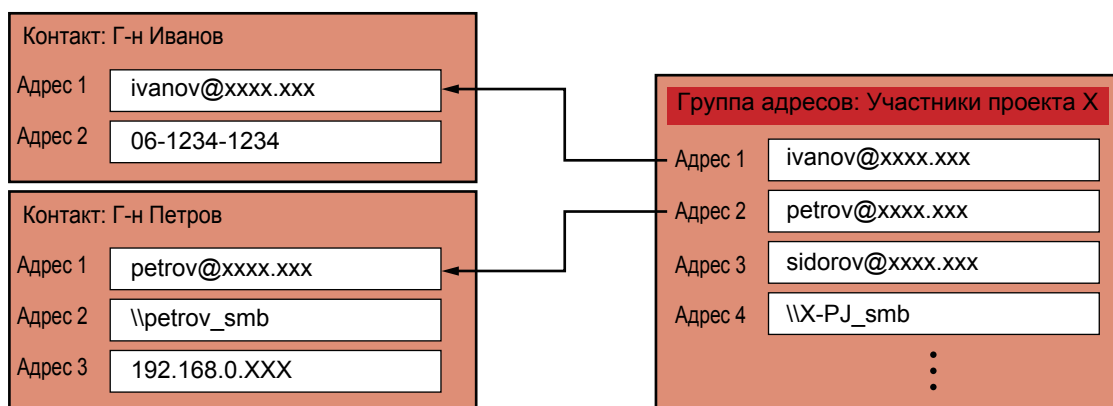 Контакт: Г-н Иванов
Адрес 1 ivanov@xxxx.xxx
Адрес 2 06-1234-1234
Контакт: Г-н Петров
Адрес 1 petrov@xxxx.xxx
Адрес 2 \\petrov_smb
Адрес 3 192.168.0.XXX
Группа адресов: Участники проекта X
Адрес 1 ivanov@xxxx.xxx
Адрес 2 petrov@xxxx.xxx
Адрес 3 sidorov@xxxx.xxx
Адрес 4 \\X-PJ_smb